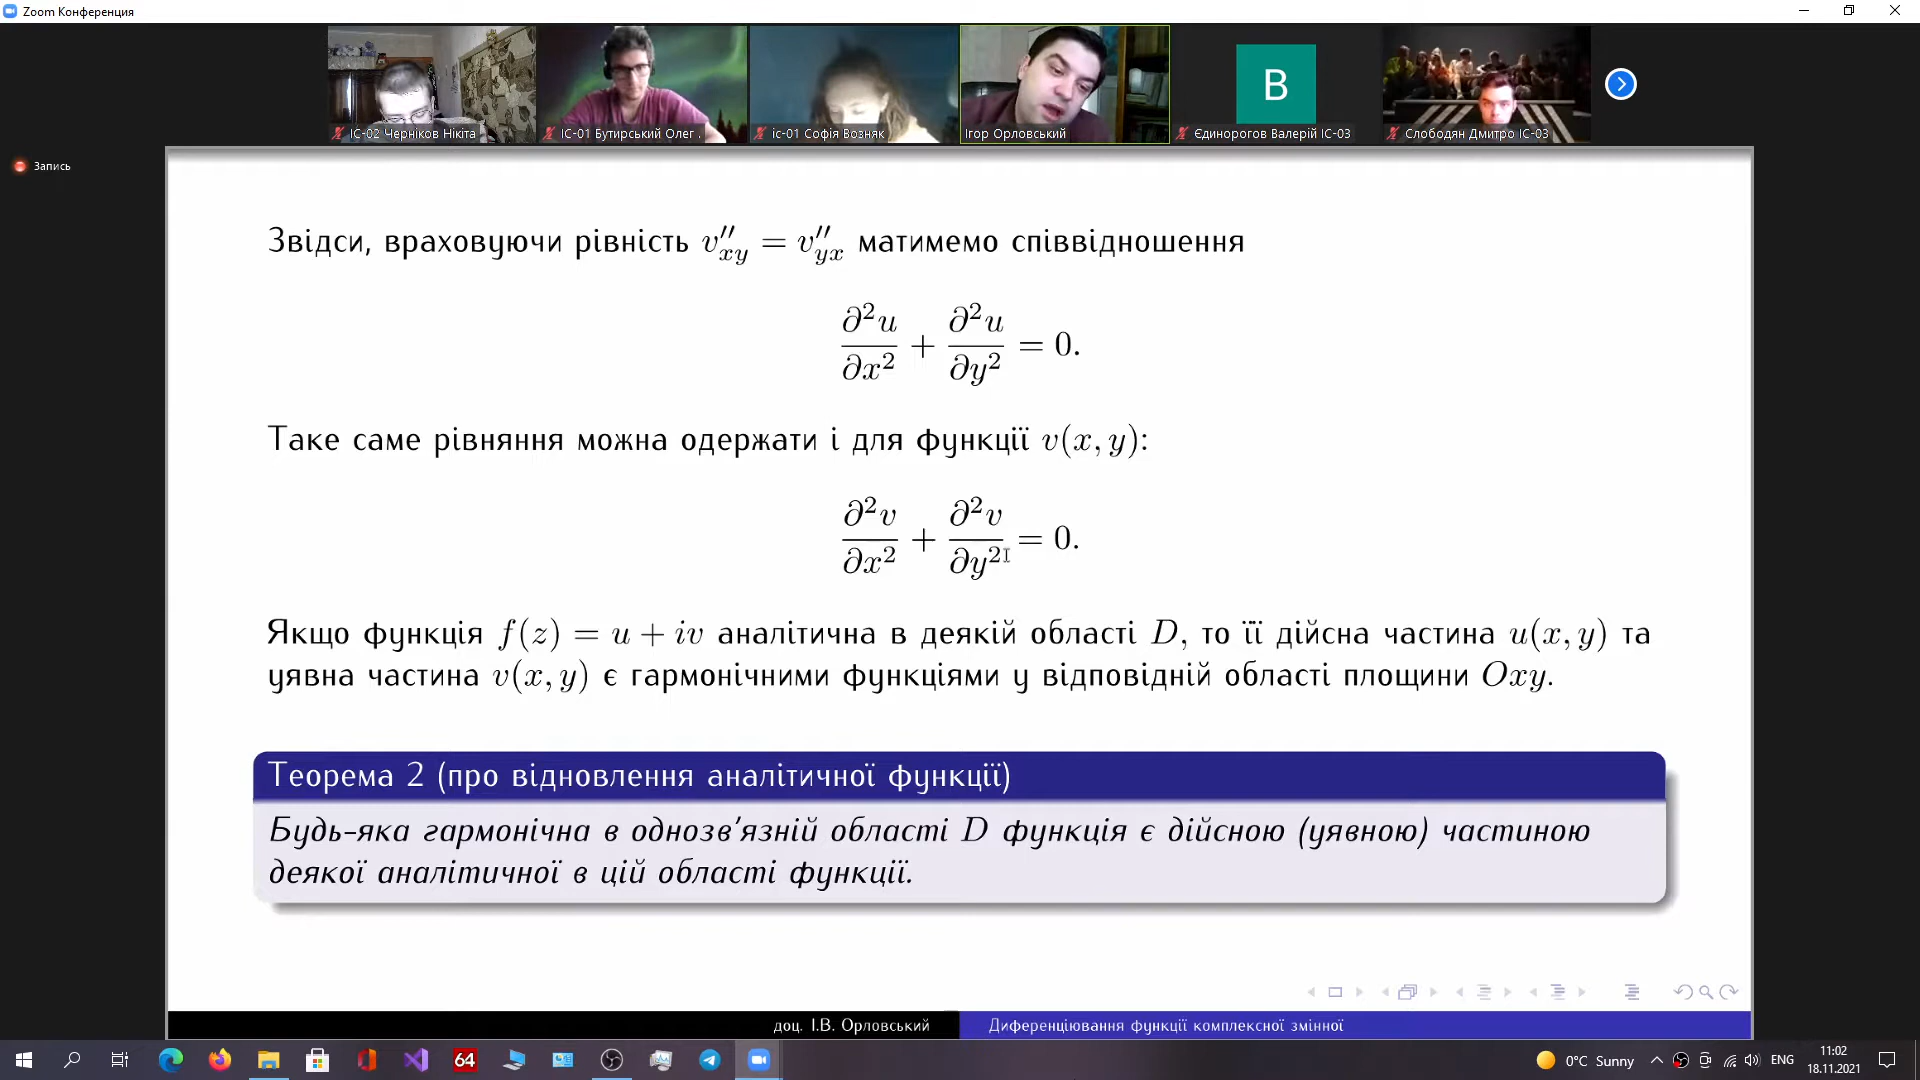 Zoom Конференция
ІС-02 Черніков Нікіта
ІС-01 Бутирський Олег .
іс-01 Софія Возняк
Ігор Орловський
В
Єдинорогов Валерій ІС-03
Слободян Дмитро ІС-03
Запись
Звідси, враховуючи рівність v″xy = v″yx матимемо співвідношення
∂²u/∂x² + ∂²u/∂y² = 0.
Таке саме рівняння можна одержати і для функції v(x, y):
∂²v/∂x² + ∂²v/∂y² = 0.
Якщо функція f(z) = u + iv аналітична в деякій області D, то її дійсна частина u(x, y) та
уявна частина v(x, y) є гармонічними функціями у відповідній області площини Oxy.
Теорема 2 (про відновлення аналітичної функції)
Будь-яка гармонічна в однозв'язній області D функція є дійсною (уявною) частиною
деякої аналітичної в цій області функції.
доц. І.В. Орловський
Диференціювання функції комплексної змінної
64
0°C Sunny
ENG
11:02
18.11.2021